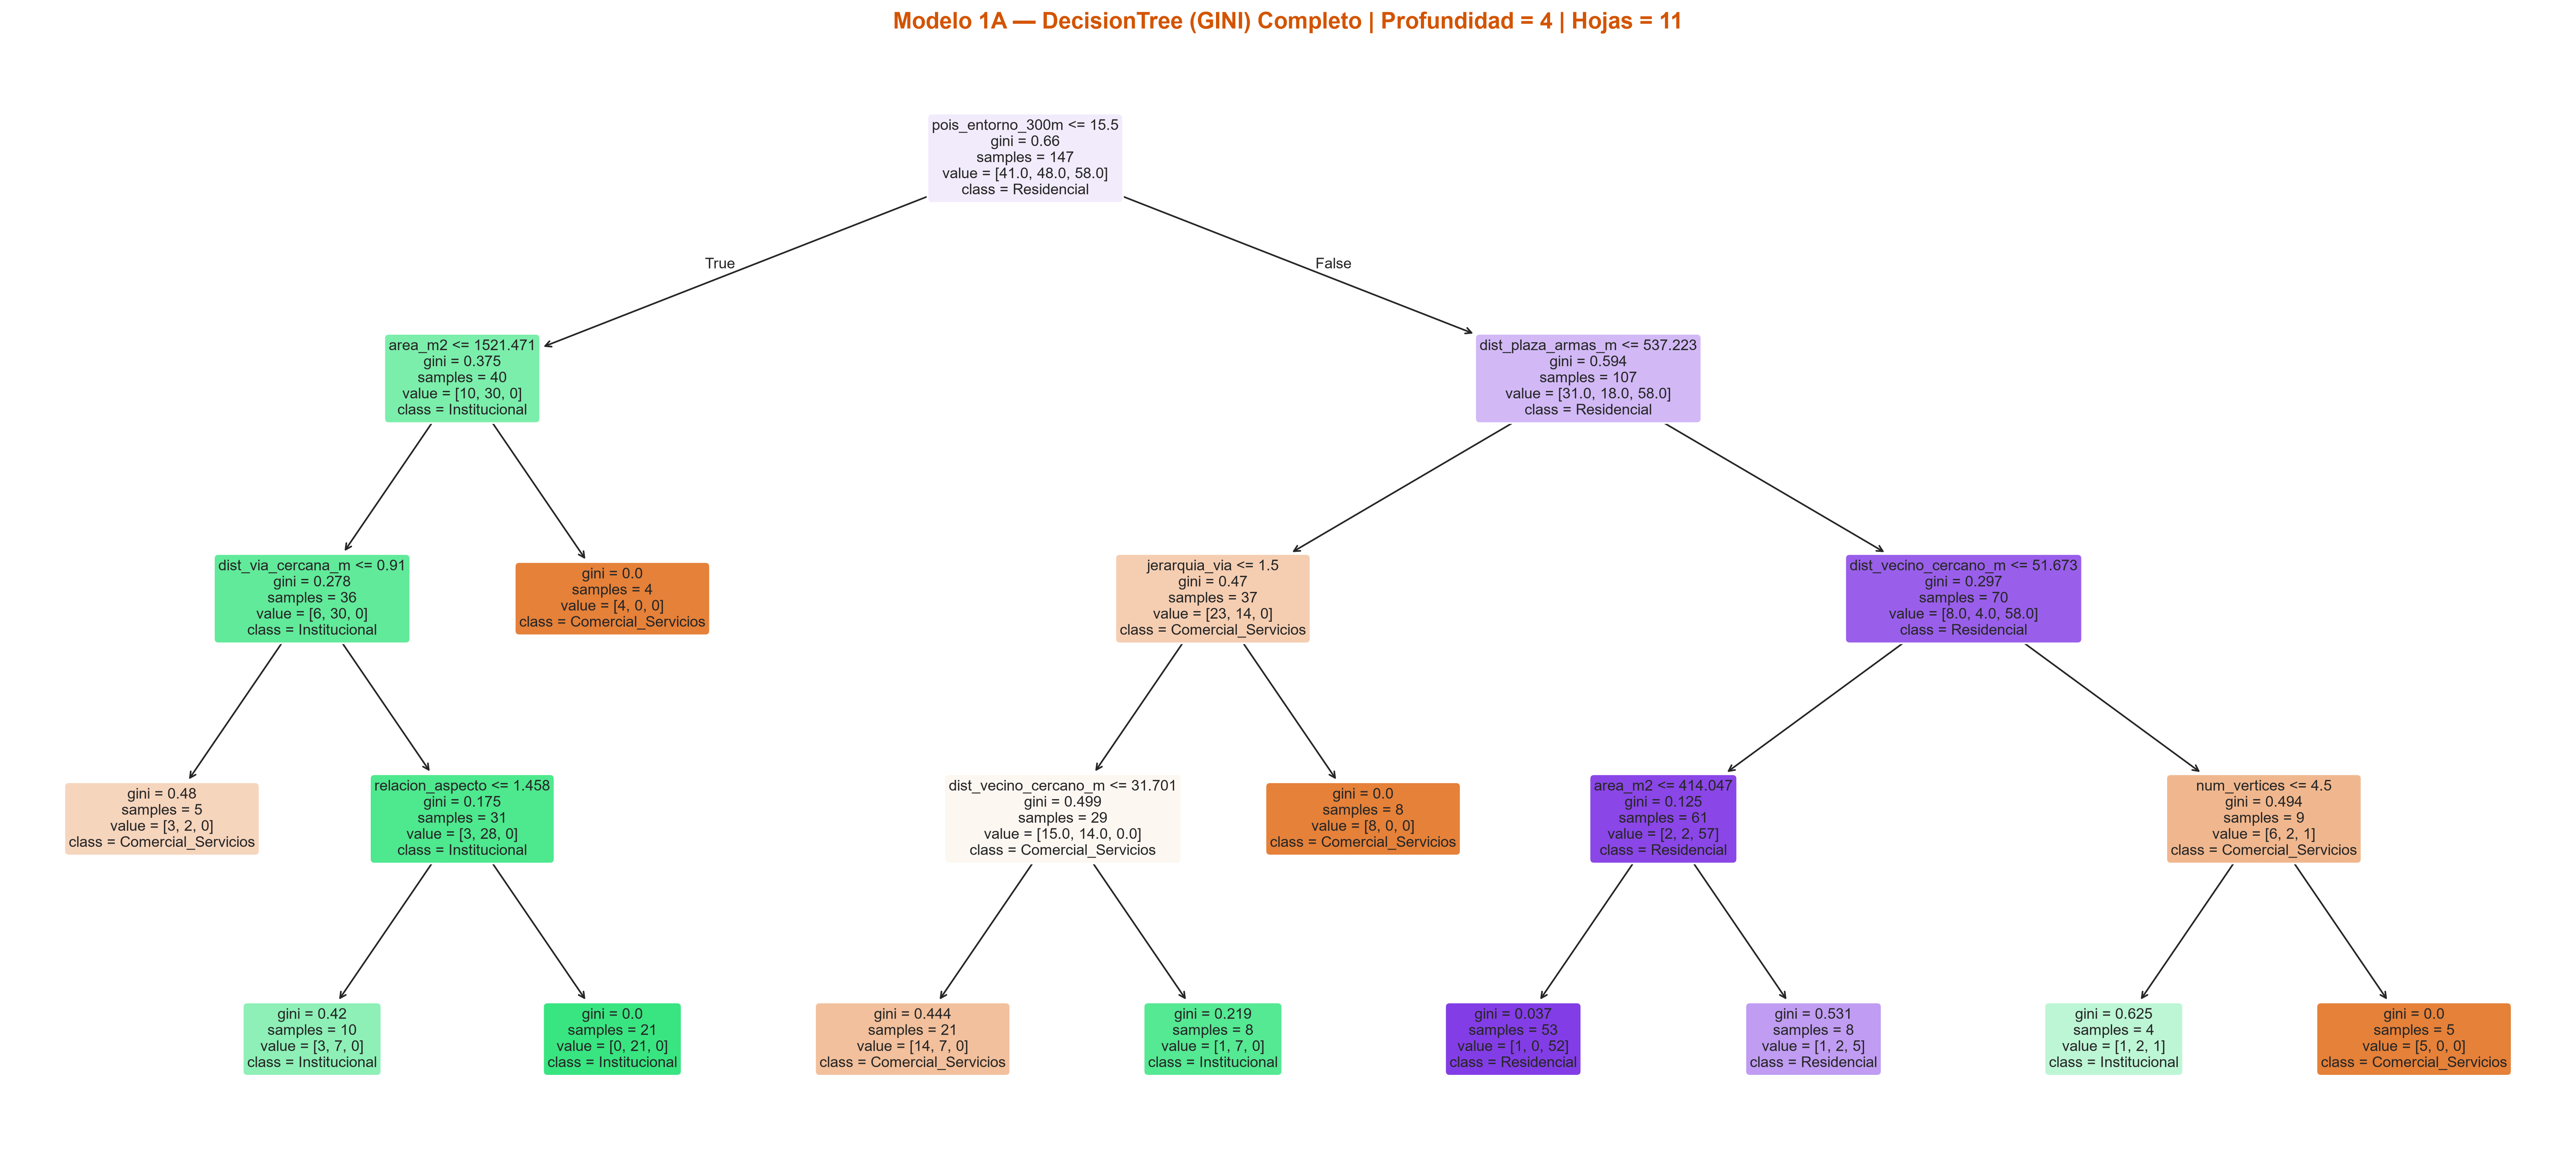 Modelo 1A — DecisionTree (GINI) Completo | Profundidad = 4 | Hojas = 11
pois_entorno_300m <= 15.5
gini = 0.66
samples = 147
value = [41.0, 48.0, 58.0]
class = Residencial
True
False
area_m2 <= 1521.471
gini = 0.375
samples = 40
value = [10, 30, 0]
class = Institucional
dist_plaza_armas_m <= 537.223
gini = 0.594
samples = 107
value = [31.0, 18.0, 58.0]
class = Residencial
dist_via_cercana_m <= 0.91
gini = 0.278
samples = 36
value = [6, 30, 0]
class = Institucional
gini = 0.0
samples = 4
value = [4, 0, 0]
class = Comercial_Servicios
jerarquia_via <= 1.5
gini = 0.47
samples = 37
value = [23, 14, 0]
class = Comercial_Servicios
dist_vecino_cercano_m <= 51.673
gini = 0.297
samples = 70
value = [8.0, 4.0, 58.0]
class = Residencial
gini = 0.48
samples = 5
value = [3, 2, 0]
class = Comercial_Servicios
relacion_aspecto <= 1.458
gini = 0.175
samples = 31
value = [3, 28, 0]
class = Institucional
dist_vecino_cercano_m <= 31.701
gini = 0.499
samples = 29
value = [15.0, 14.0, 0.0]
class = Comercial_Servicios
gini = 0.0
samples = 8
value = [8, 0, 0]
class = Comercial_Servicios
area_m2 <= 414.047
gini = 0.125
samples = 61
value = [2, 2, 57]
class = Residencial
num_vertices <= 4.5
gini = 0.494
samples = 9
value = [6, 2, 1]
class = Comercial_Servicios
gini = 0.42
samples = 10
value = [3, 7, 0]
class = Institucional
gini = 0.0
samples = 21
value = [0, 21, 0]
class = Institucional
gini = 0.444
samples = 21
value = [14, 7, 0]
class = Comercial_Servicios
gini = 0.219
samples = 8
value = [1, 7, 0]
class = Institucional
gini = 0.037
samples = 53
value = [1, 0, 52]
class = Residencial
gini = 0.531
samples = 8
value = [1, 2, 5]
class = Residencial
gini = 0.625
samples = 4
value = [1, 2, 1]
class = Institucional
gini = 0.0
samples = 5
value = [5, 0, 0]
class = Comercial_Servicios